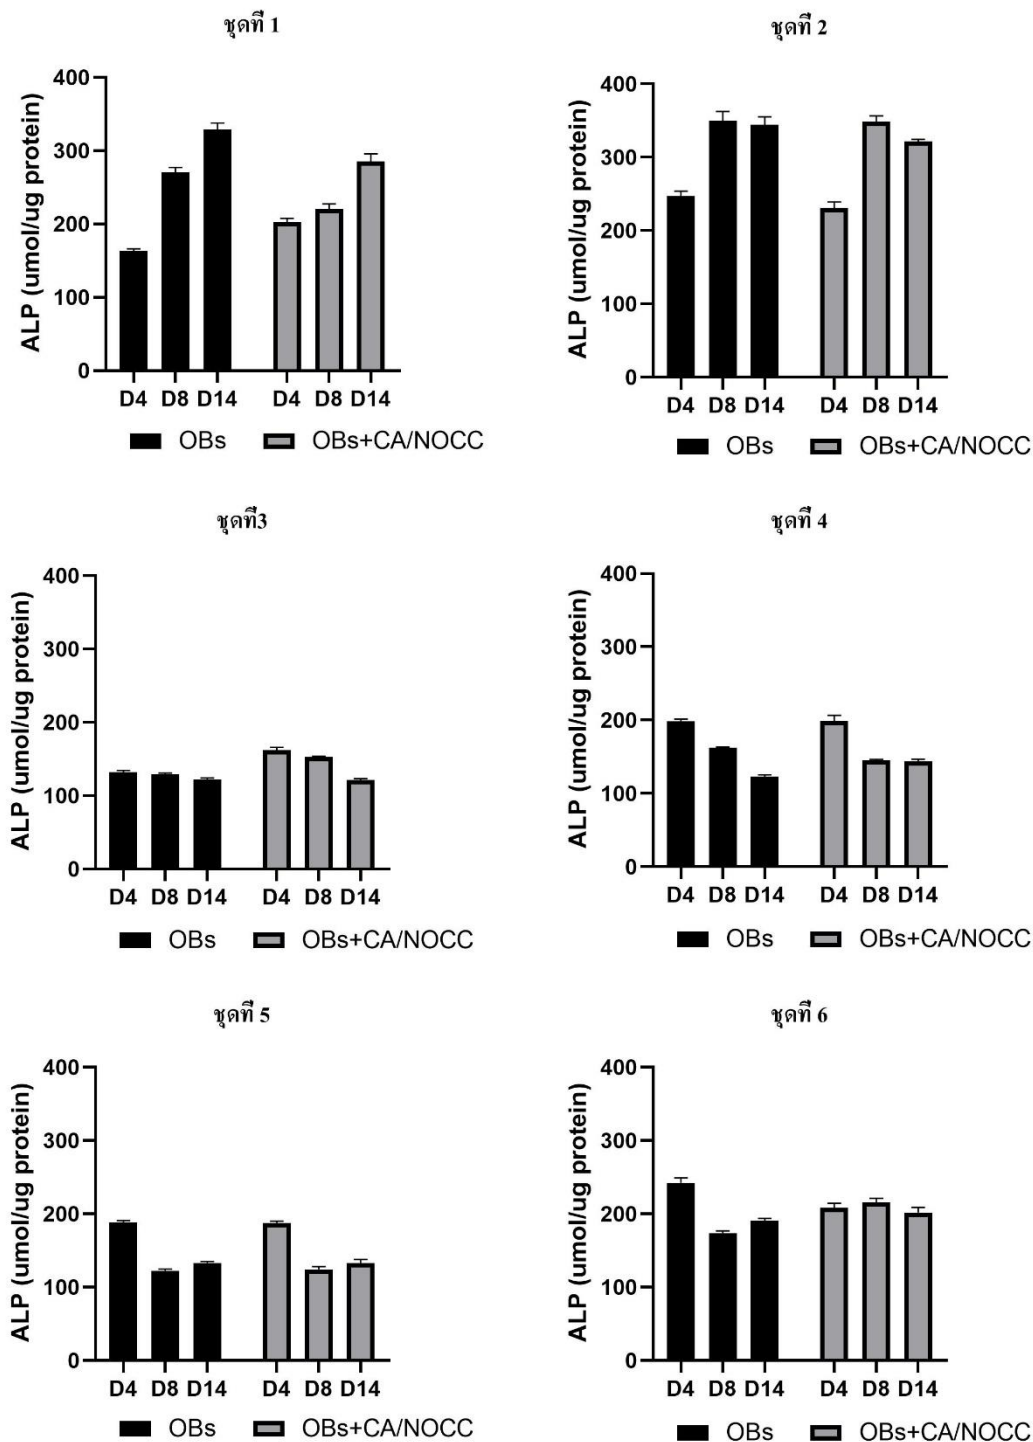 ชุดที่ 1
ALP (umol/ug protein)
400
300
200
100
0
D4 D8 D14 D4 D8 D14
OBs OBs+CA/NOCC
ชุดที่ 2
ALP (umol/ug protein)
400
300
200
100
0
D4 D8 D14 D4 D8 D14
OBs OBs+CA/NOCC
ชุดที่3
ALP (umol/ug protein)
400
300
200
100
0
D4 D8 D14 D4 D8 D14
OBs OBs+CA/NOCC
ชุดที่ 4
ALP (umol/ug protein)
400
300
200
100
0
D4 D8 D14 D4 D8 D14
OBs OBs+CA/NOCC
ชุดที่ 5
ALP (umol/ug protein)
400
300
200
100
0
D4 D8 D14 D4 D8 D14
OBs OBs+CA/NOCC
ชุดที่ 6
ALP (umol/ug protein)
400
300
200
100
0
D4 D8 D14 D4 D8 D14
OBs OBs+CA/NOCC